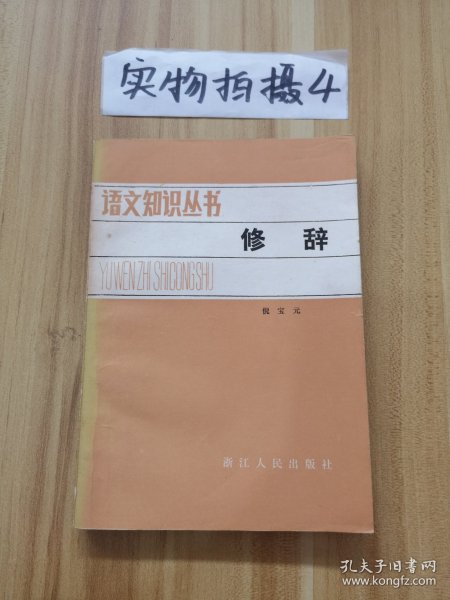 实物拍摄4
语文知识丛书
修辞
YUWENZHISHICONGSHU
倪宝元
浙江人民出版社
孔夫子旧书网
www.kongfz.com